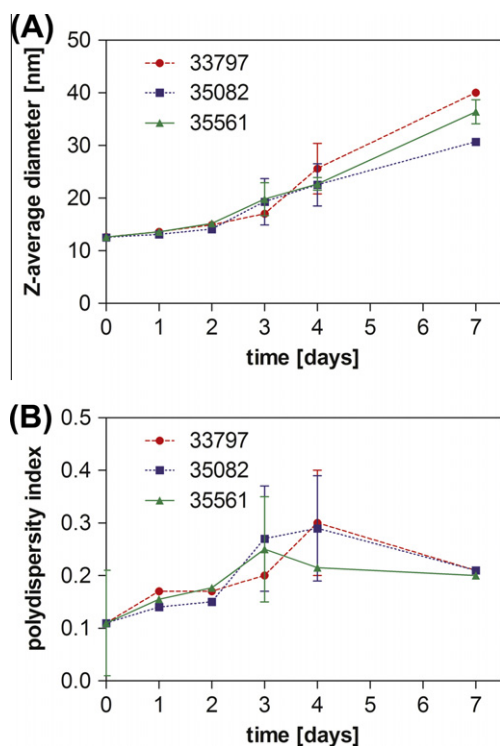 (A)
50
40
30
20
10
0
Z-average diameter [nm]
33797
35082
35561
0 1 2 3 4 5 6 7
time [days]
(B)
0.5
0.4
0.3
0.2
0.1
0.0
polydispersity index
33797
35082
35561
0 1 2 3 4 5 6 7
time [days]